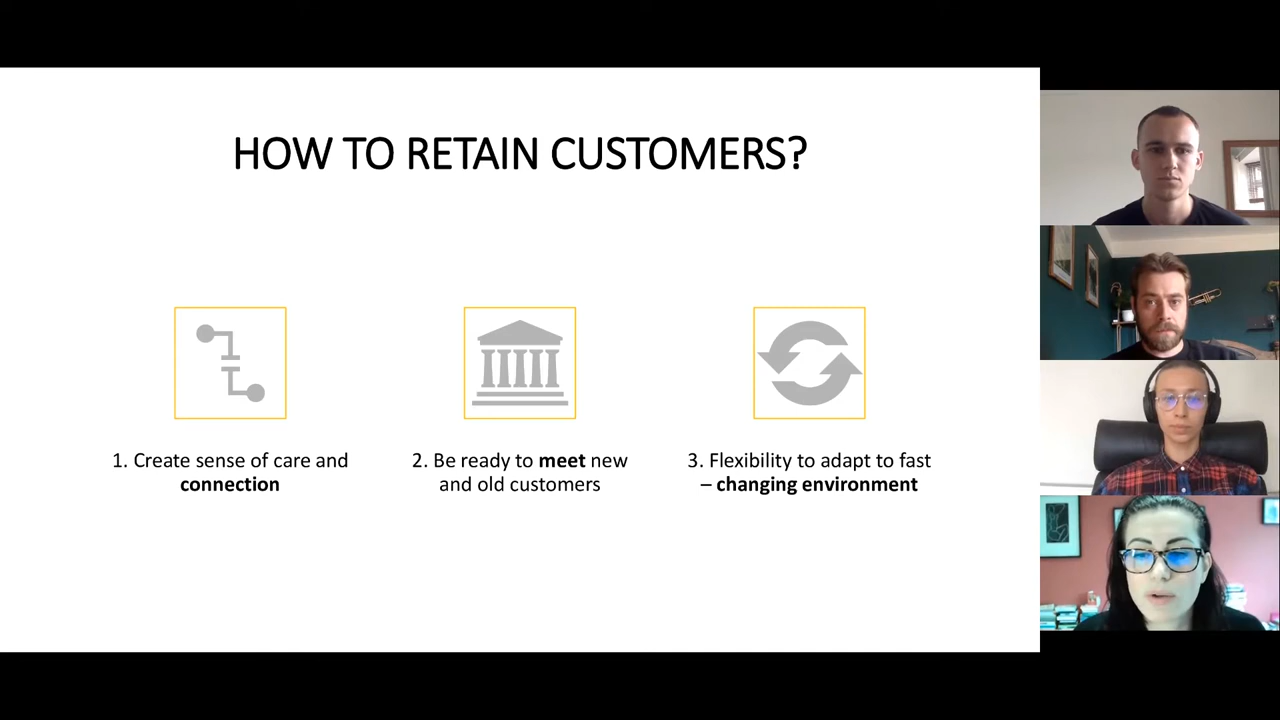 HOW TO RETAIN CUSTOMERS?
1. Create sense of care and
connection
2. Be ready to meet new
and old customers
3. Flexibility to adapt to fast
– changing environment